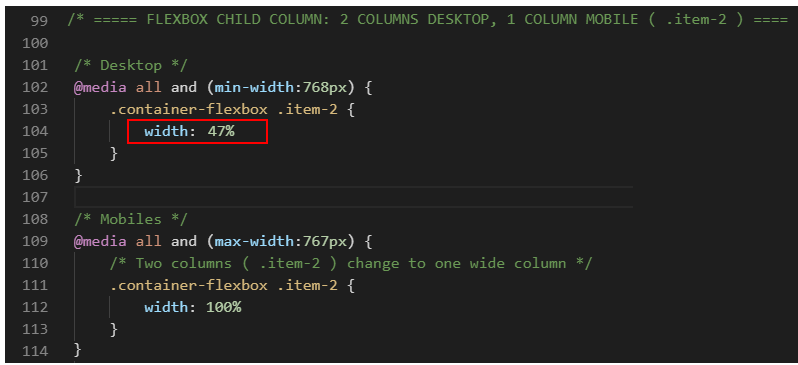 99 /* ===== FLEXBOX CHILD COLUMN: 2 COLUMNS DESKTOP, 1 COLUMN MOBILE ( .item-2 ) ====
100
101 /* Desktop */
102 @media all and (min-width:768px) {
103 .container-flexbox .item-2 {
104 width: 47%
105 }
106 }
107
108 /* Mobiles */
109 @media all and (max-width:767px) {
110 /* Two columns ( .item-2 ) change to one wide column */
111 .container-flexbox .item-2 {
112 width: 100%
113 }
114 }